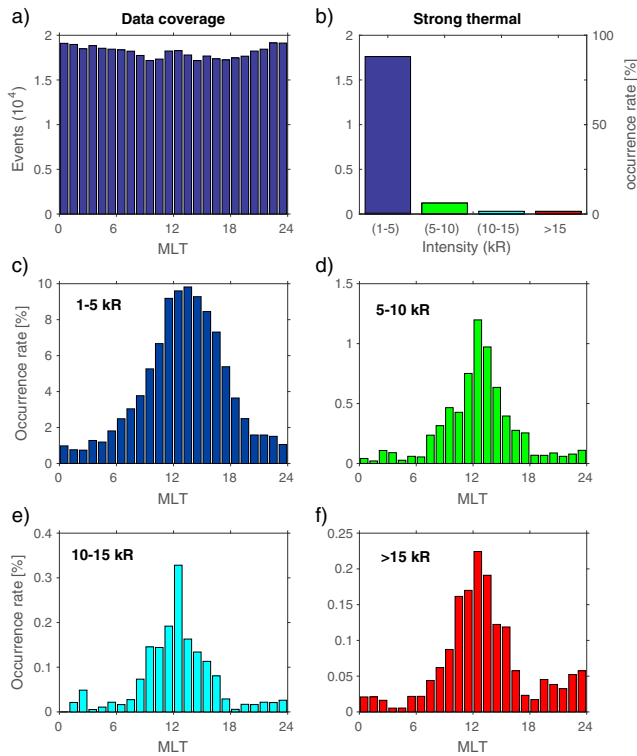 a) Data coverage
2
1.5
1
0.5
0
Events (10^4)
0 6 12 18 24
MLT
b) Strong thermal
2
1.5
1
0.5
0
100
50
0
occurrence rate [%]
(1-5) (5-10) (10-15) >15
Intensity (kR)
c)
1-5 kR
10
8
6
4
2
0
Occurrence rate [%]
0 6 12 18 24
MLT
d)
5-10 kR
1.5
1
0.5
0
0 6 12 18 24
MLT
e)
10-15 kR
0.4
0.3
0.2
0.1
0
Occurrence rate [%]
0 6 12 18 24
MLT
f)
>15 kR
0.25
0.2
0.15
0.1
0.05
0
0 6 12 18 24
MLT